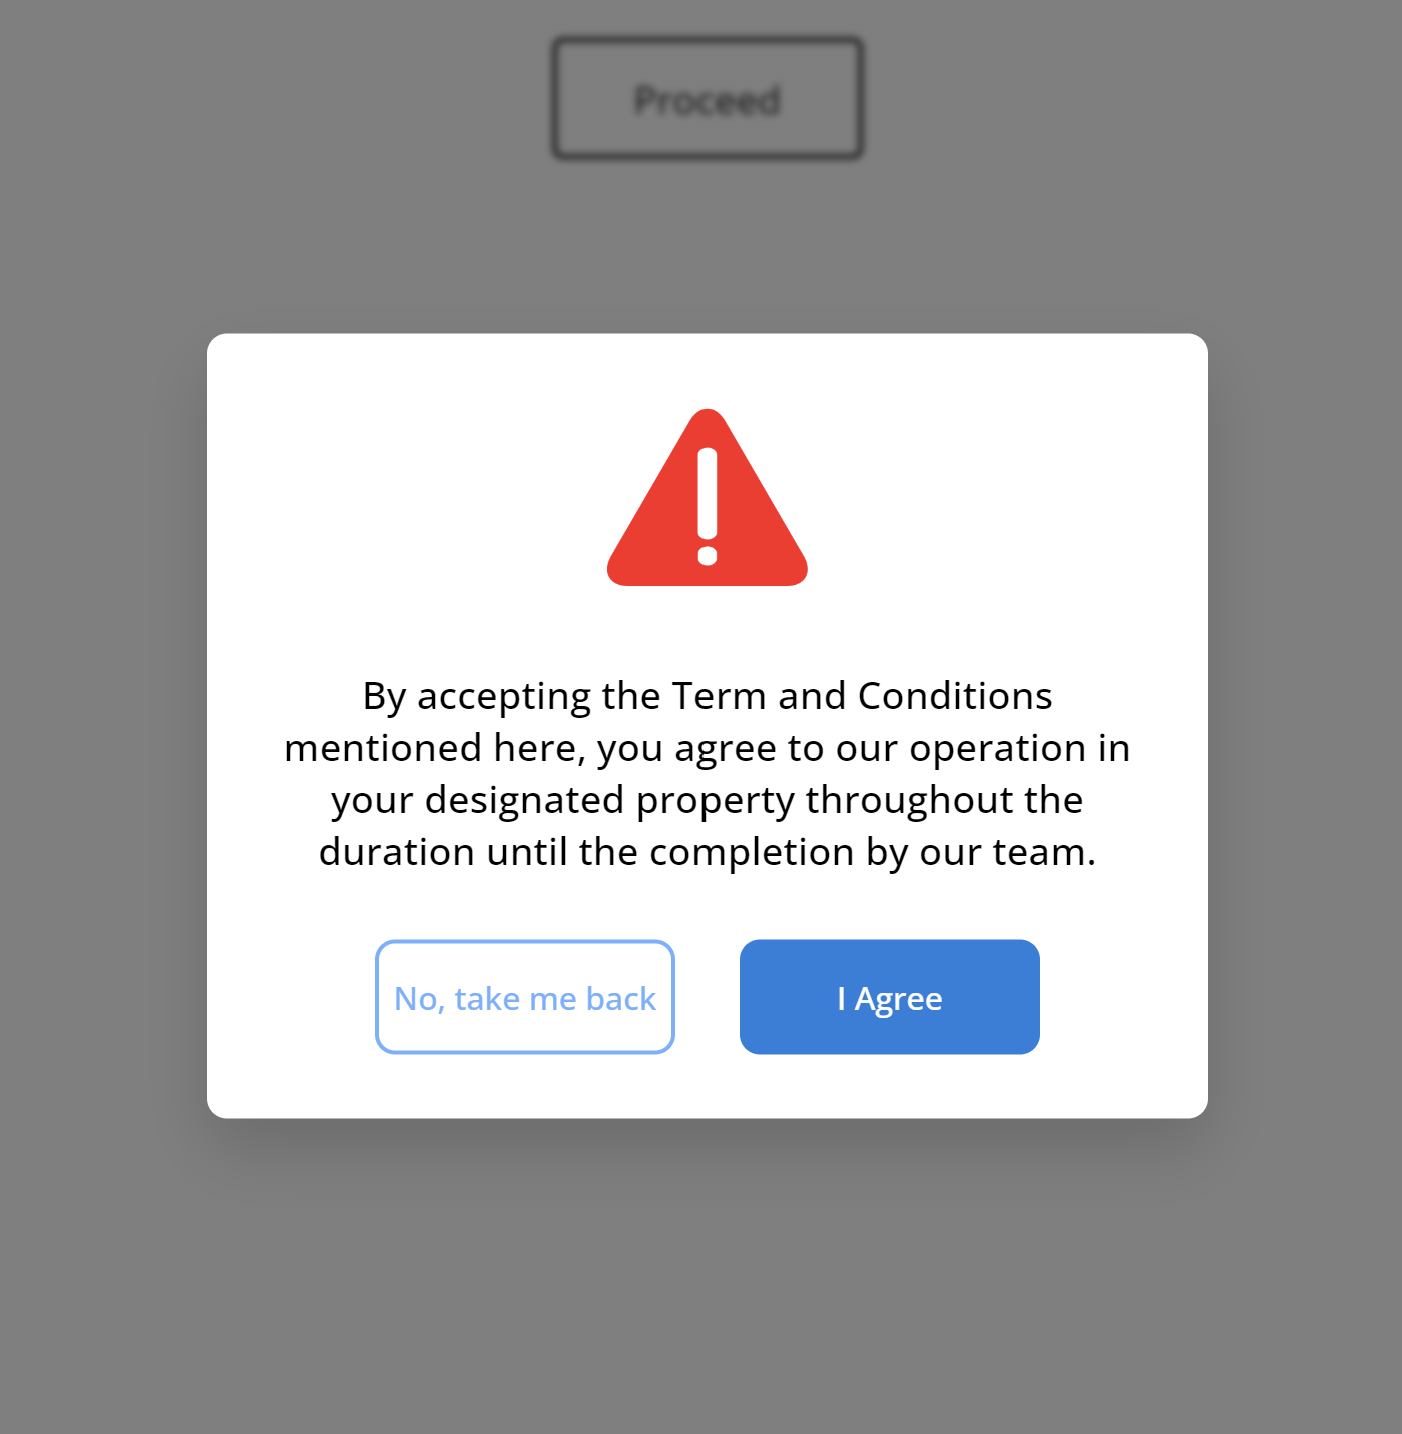 Proceed
By accepting the Term and Conditions
mentioned here, you agree to our operation in
your designated property throughout the
duration until the completion by our team.
No, take me back
I Agree